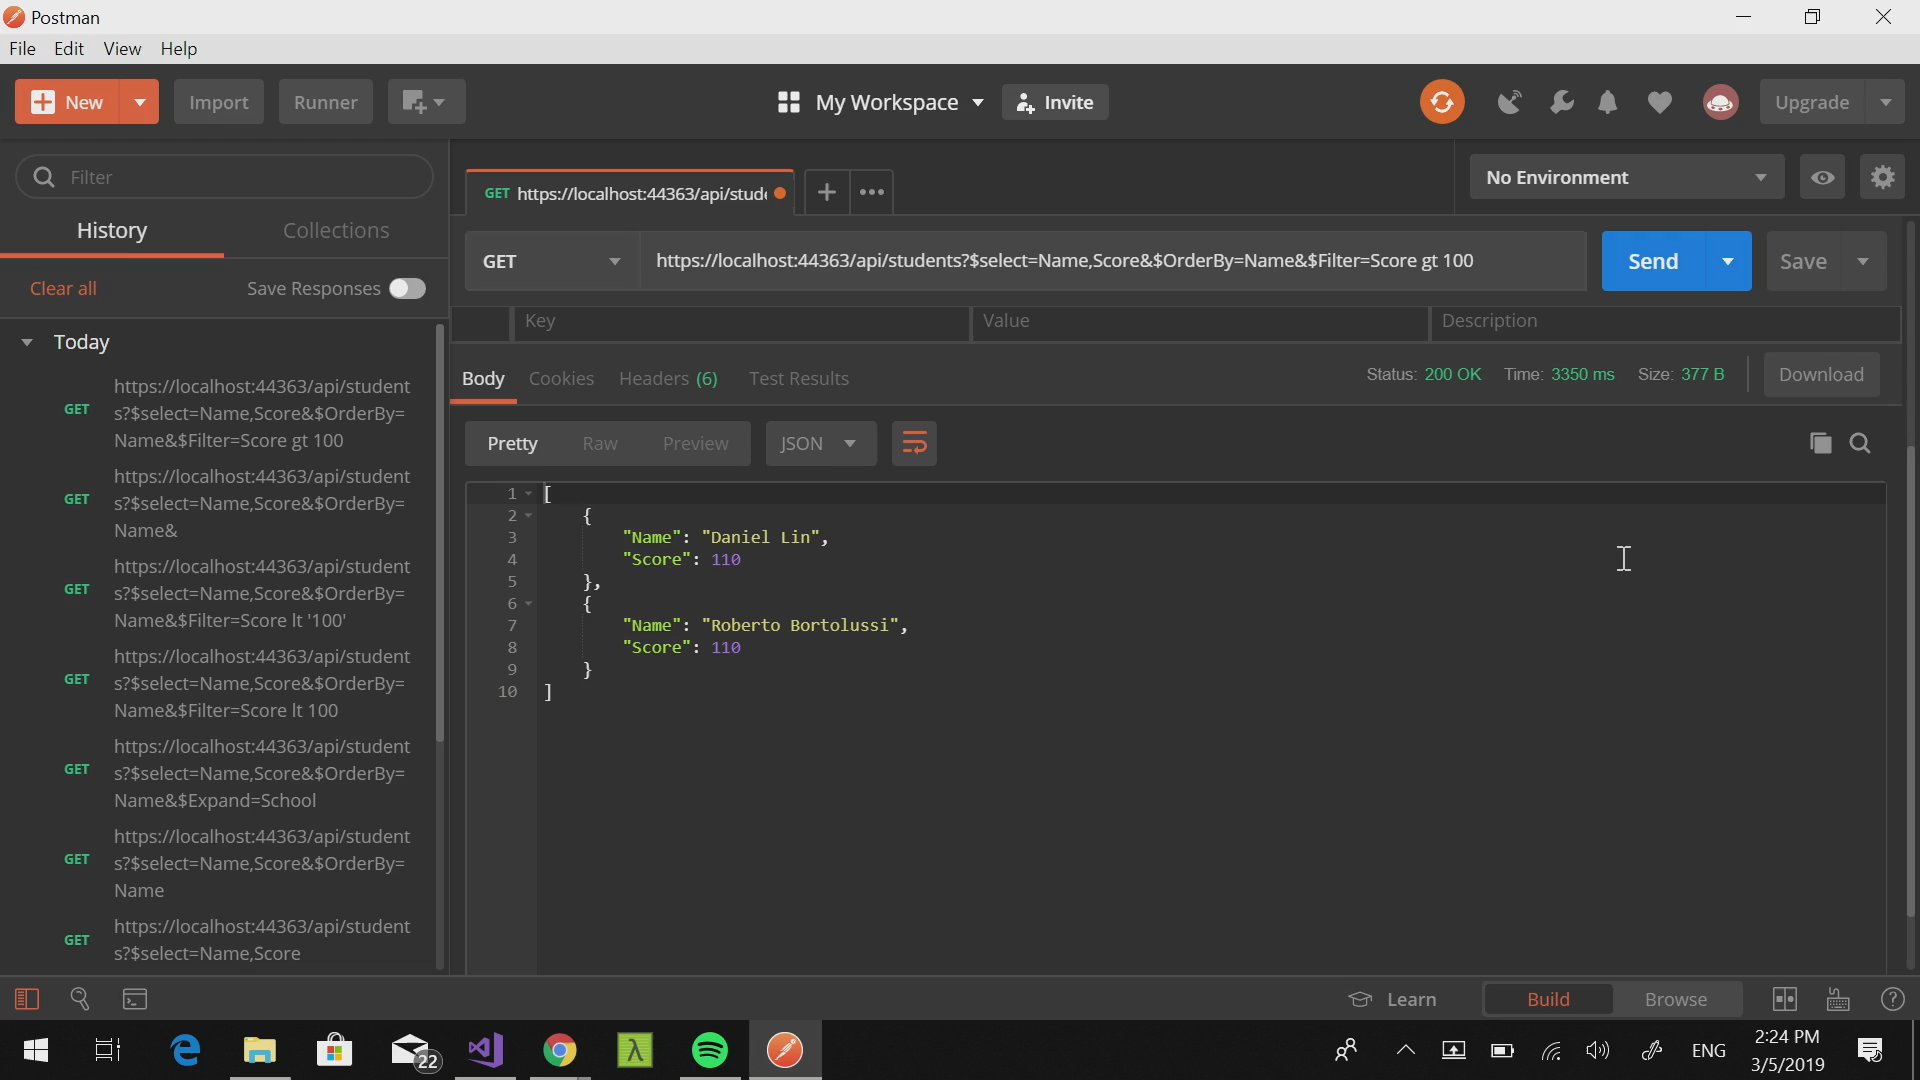 Postman
File Edit View Help
New Import Runner My Workspace Invite Upgrade
Filter
History Collections
Clear all Save Responses
Today
GET https://localhost:44363/api/student
s?$select=Name,Score&$OrderBy=
Name&$Filter=Score gt 100
GET https://localhost:44363/api/student
s?$select=Name,Score&$OrderBy=
Name&
GET https://localhost:44363/api/student
s?$select=Name,Score&$OrderBy=
Name&$Filter=Score lt '100'
GET https://localhost:44363/api/student
s?$select=Name,Score&$OrderBy=
Name&$Filter=Score lt 100
GET https://localhost:44363/api/student
s?$select=Name,Score&$OrderBy=
Name&$Expand=School
GET https://localhost:44363/api/student
s?$select=Name,Score&$OrderBy=
Name
GET https://localhost:44363/api/student
s?$select=Name,Score
GET https://localhost:44363/api/stude
No Environment
GET https://localhost:44363/api/students?$select=Name,Score&$OrderBy=Name&$Filter=Score gt 100 Send Save
Key Value Description
Body Cookies Headers (6) Test Results Status: 200 OK Time: 3350 ms Size: 377 B Download
Pretty Raw Preview JSON
1 [
2 {
3 "Name": "Daniel Lin",
4 "Score": 110
5 },
6 {
7 "Name": "Roberto Bortolussi",
8 "Score": 110
9 }
10 ]
Learn Build Browse
22 ENG 2:24 PM
3/5/2019